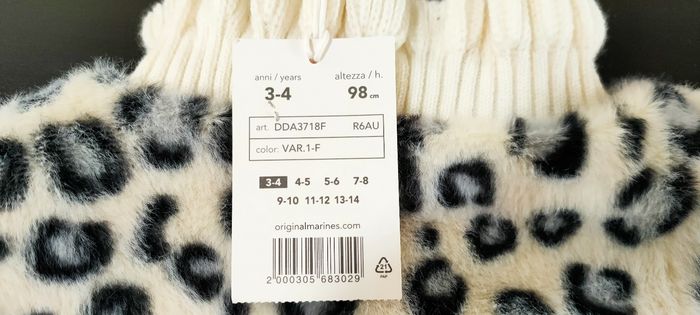 anni / years altezza / h.
3-4 98 cm
art. DDA3718F R6AU
color: VAR.1-F
3-4 4-5 5-6 7-8
9-10 11-12 13-14
originalmarines.com
2 000305 683029
21
PAP